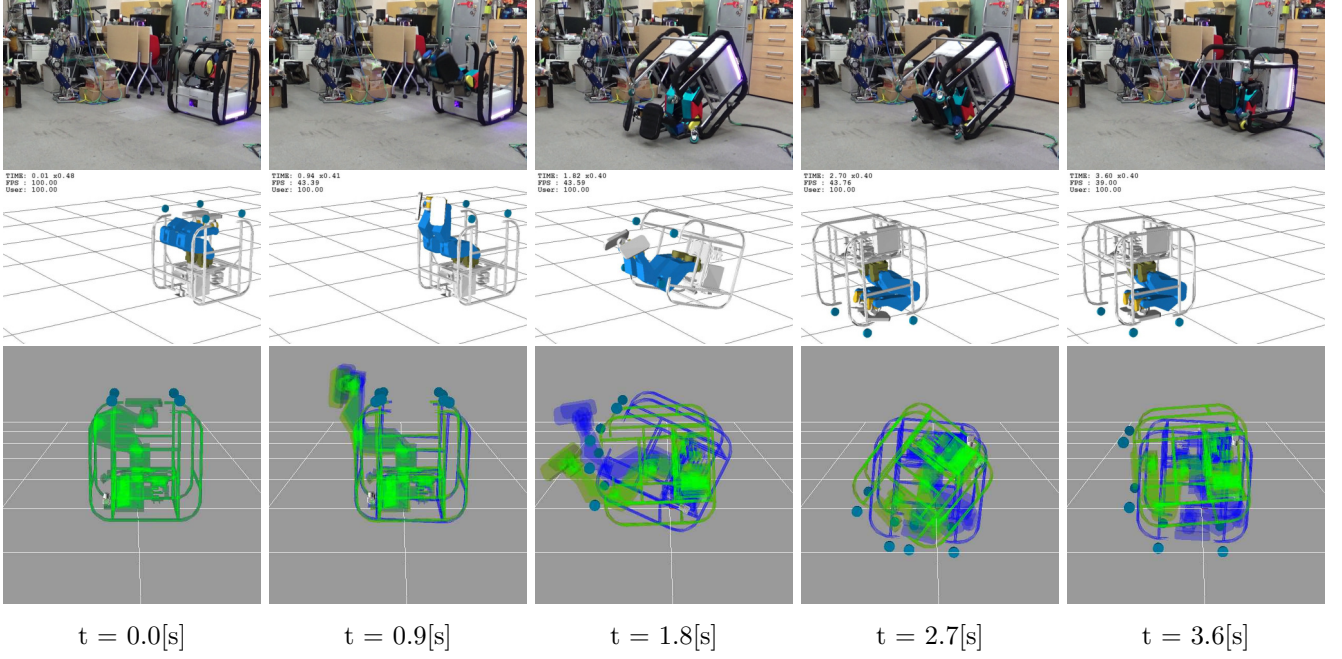 TIME: 0.01 x0.48
FPS : 100.00
User: 100.00
TIME: 0.94 x0.41
FPS : 43.39
User: 100.00
TIME: 1.82 x0.40
FPS : 43.59
User: 100.00
TIME: 2.70 x0.40
FPS : 43.76
User: 100.00
TIME: 3.60 x0.40
FPS : 39.00
User: 100.00
t = 0.0[s]
t = 0.9[s]
t = 1.8[s]
t = 2.7[s]
t = 3.6[s]